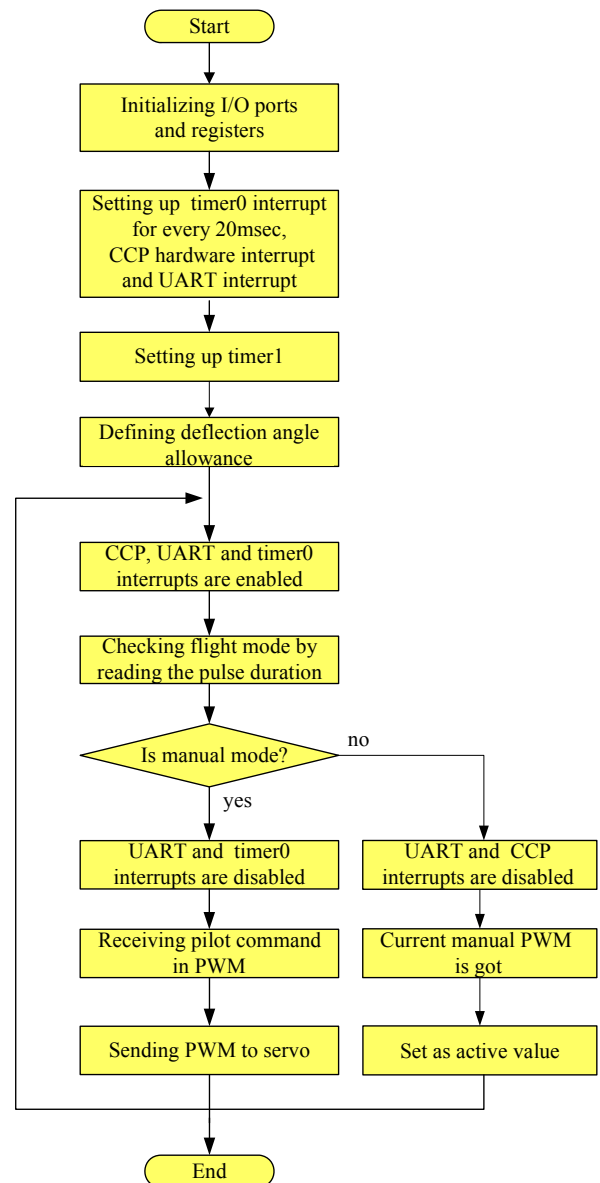 Start
Initializing I/O ports
and registers
Setting up timer0 interrupt
for every 20msec,
CCP hardware interrupt
and UART interrupt
Setting up timer1
Defining deflection angle
allowance
CCP, UART and timer0
interrupts are enabled
Checking flight mode by
reading the pulse duration
Is manual mode?
no
yes
UART and timer0
interrupts are disabled
UART and CCP
interrupts are disabled
Receiving pilot command
in PWM
Current manual PWM
is got
Sending PWM to servo
Set as active value
End